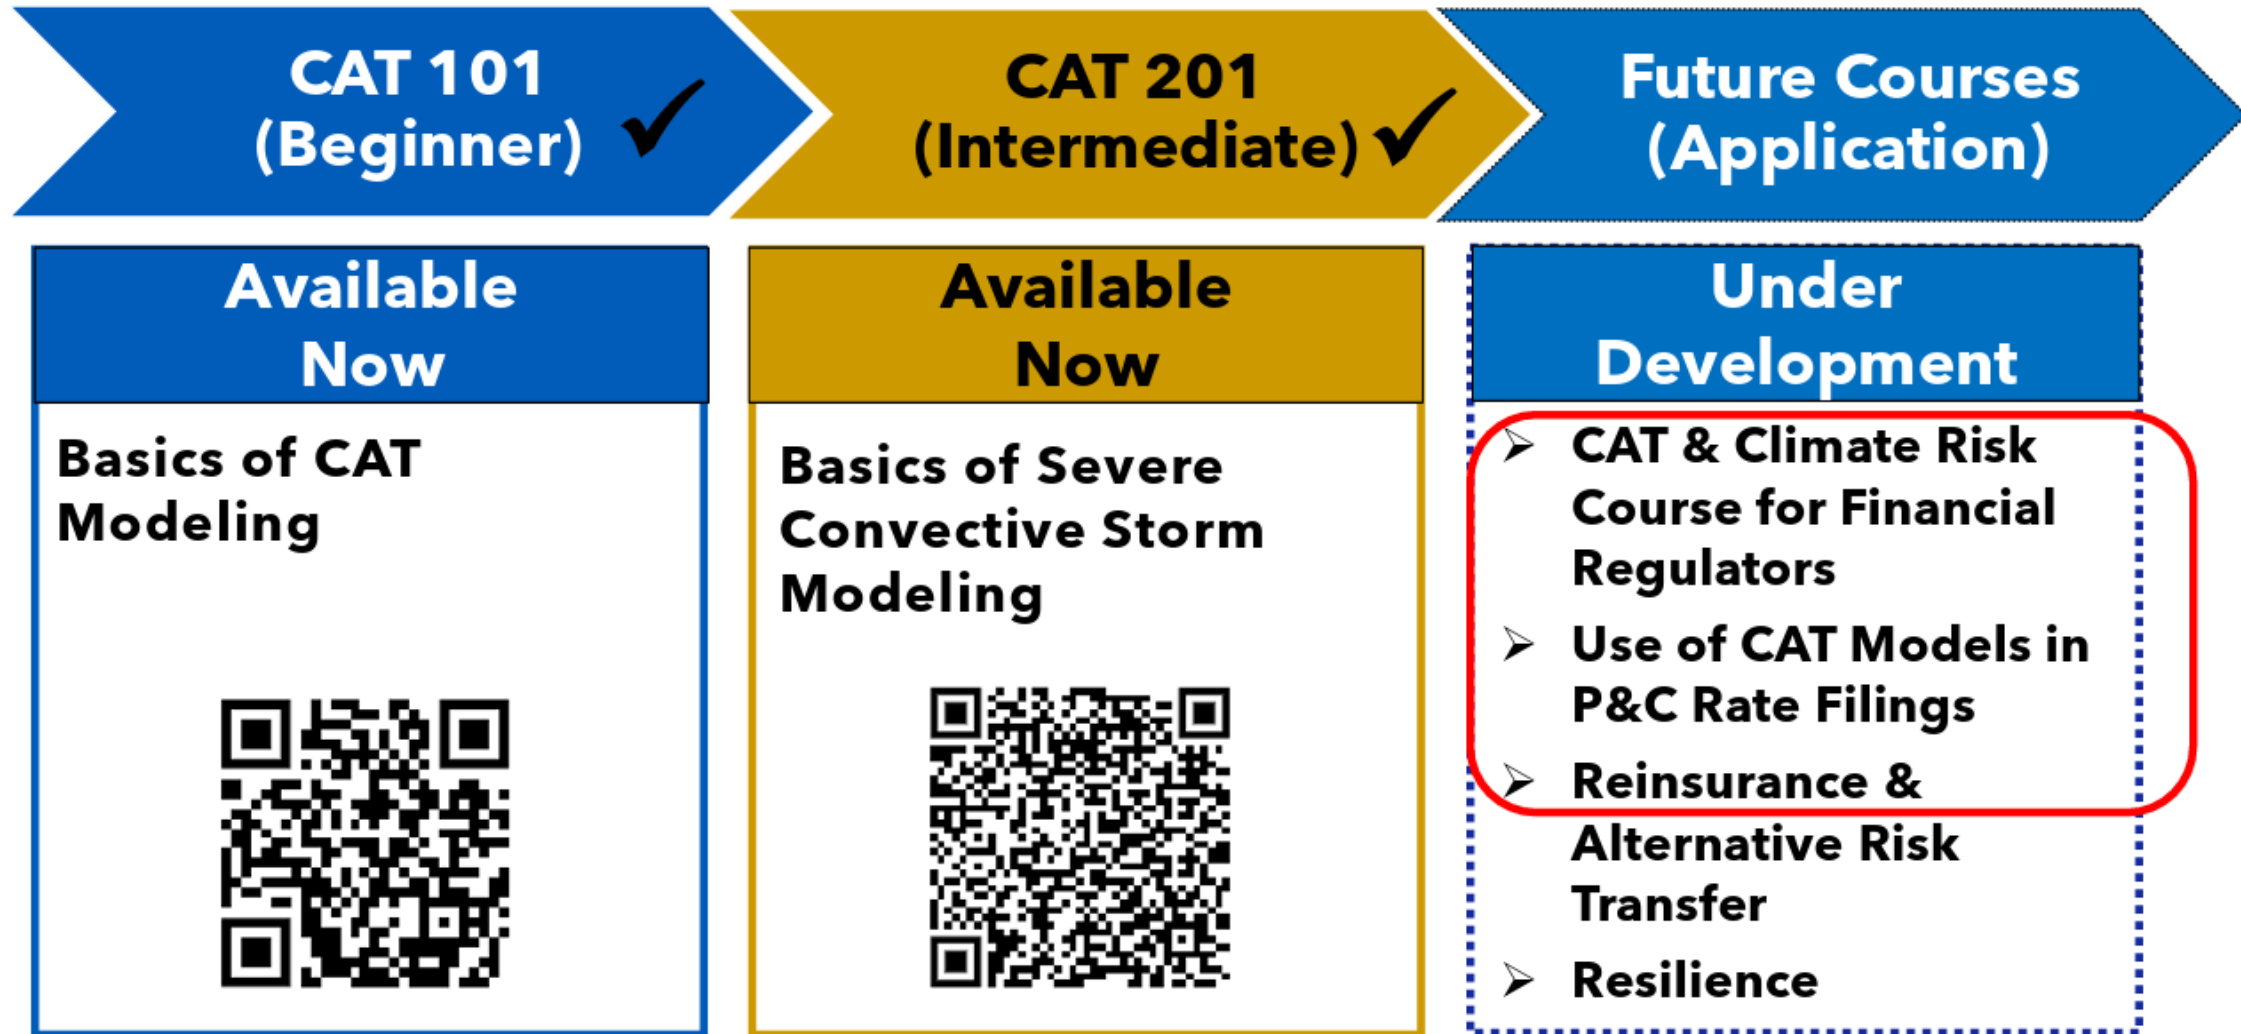 CAT 101
(Beginner) ✓
CAT 201
(Intermediate) ✓
Future Courses
(Application)
Available
Now
Basics of CAT
Modeling
Available
Now
Basics of Severe
Convective Storm
Modeling
Under
Development
➢ CAT & Climate Risk
Course for Financial
Regulators
➢ Use of CAT Models in
P&C Rate Filings
➢ Reinsurance &
Alternative Risk
Transfer
➢ Resilience